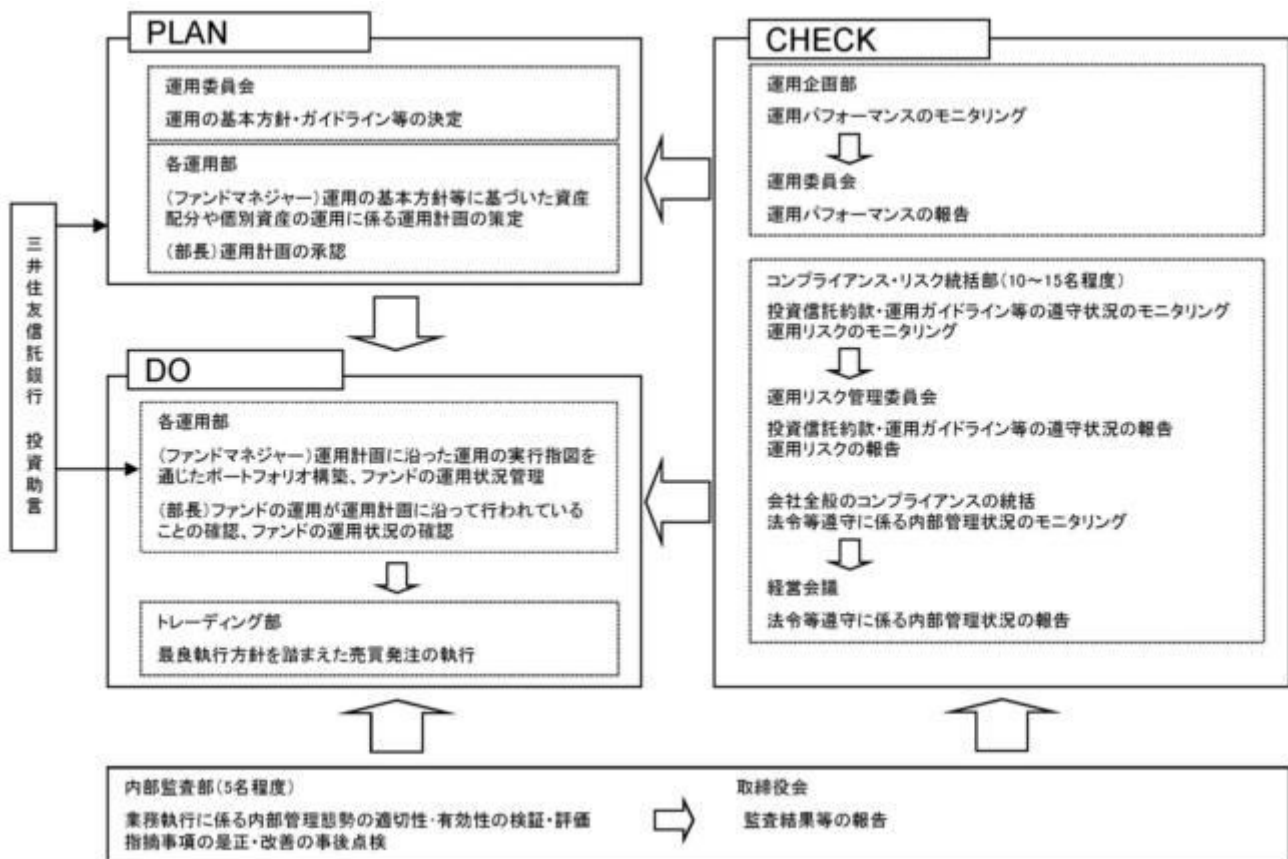 PLAN
運用委員会
運用の基本方針・ガイドライン等の決定
各運用部
(ファンドマネジャー)運用の基本方針等に基づいた資産
配分や個別資産の運用に係る運用計画の策定
(部長)運用計画の承認
三井住友信託銀行 投資助言
DO
各運用部
(ファンドマネジャー)運用計画に沿った運用の実行指図を
通じたポートフォリオ構築、ファンドの運用状況管理
(部長)ファンドの運用が運用計画に沿って行われている
ことの確認、ファンドの運用状況の確認
トレーディング部
最良執行方針を踏まえた売買発注の執行
CHECK
運用企画部
運用パフォーマンスのモニタリング
運用委員会
運用パフォーマンスの報告
コンプライアンス・リスク統括部(10～15名程度)
投資信託約款・運用ガイドライン等の遵守状況のモニタリング
運用リスクのモニタリング
運用リスク管理委員会
投資信託約款・運用ガイドライン等の遵守状況の報告
運用リスクの報告
会社全般のコンプライアンスの統括
法令等遵守に係る内部管理状況のモニタリング
経営会議
法令等遵守に係る内部管理状況の報告
内部監査部(5名程度)
業務執行に係る内部管理態勢の適切性・有効性の検証・評価
指摘事項の是正・改善の事後点検
取締役会
監査結果等の報告